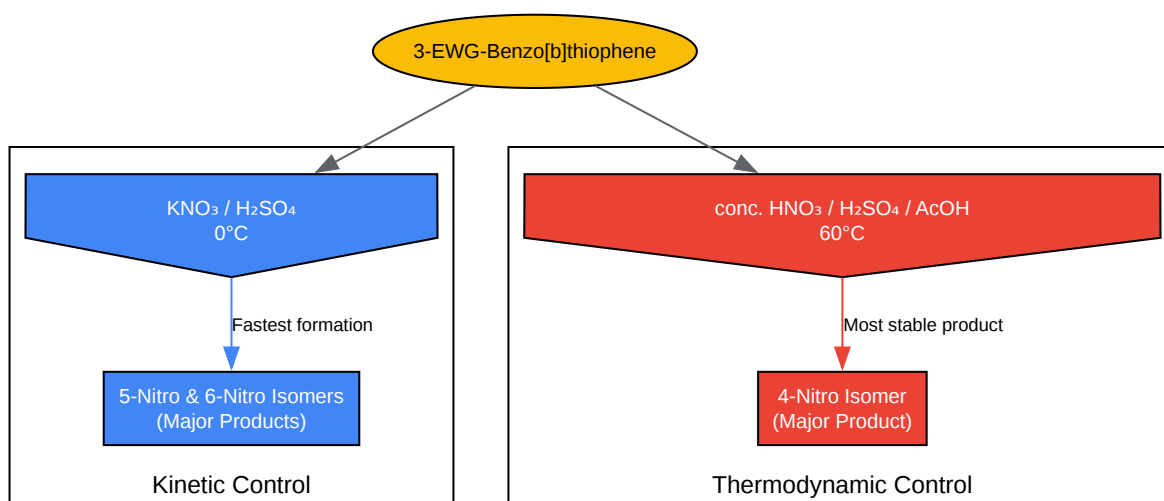 3-EWG-Benzo[b]thiophene
KNO₃ / H₂SO₄
0°C
conc. HNO₃ / H₂SO₄ / AcOH
60°C
Fastest formation
Most stable product
5-Nitro & 6-Nitro Isomers
(Major Products)
4-Nitro Isomer
(Major Product)
Kinetic Control
Thermodynamic Control